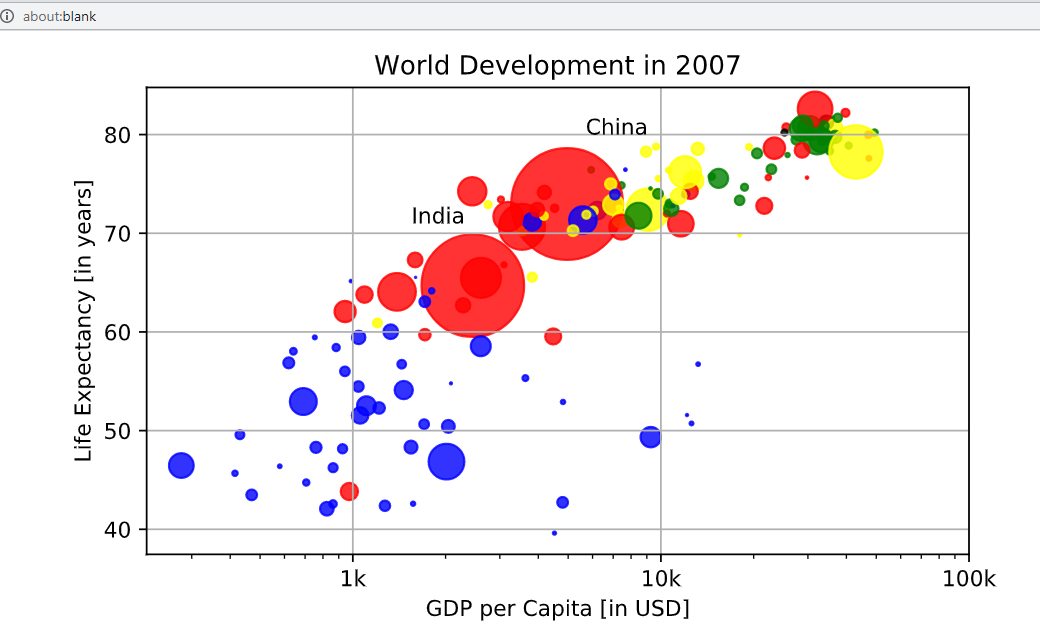 about:blank
World Development in 2007
China
India
Life Expectancy [in years]
80
70
60
50
40
1k
10k
100k
GDP per Capita [in USD]